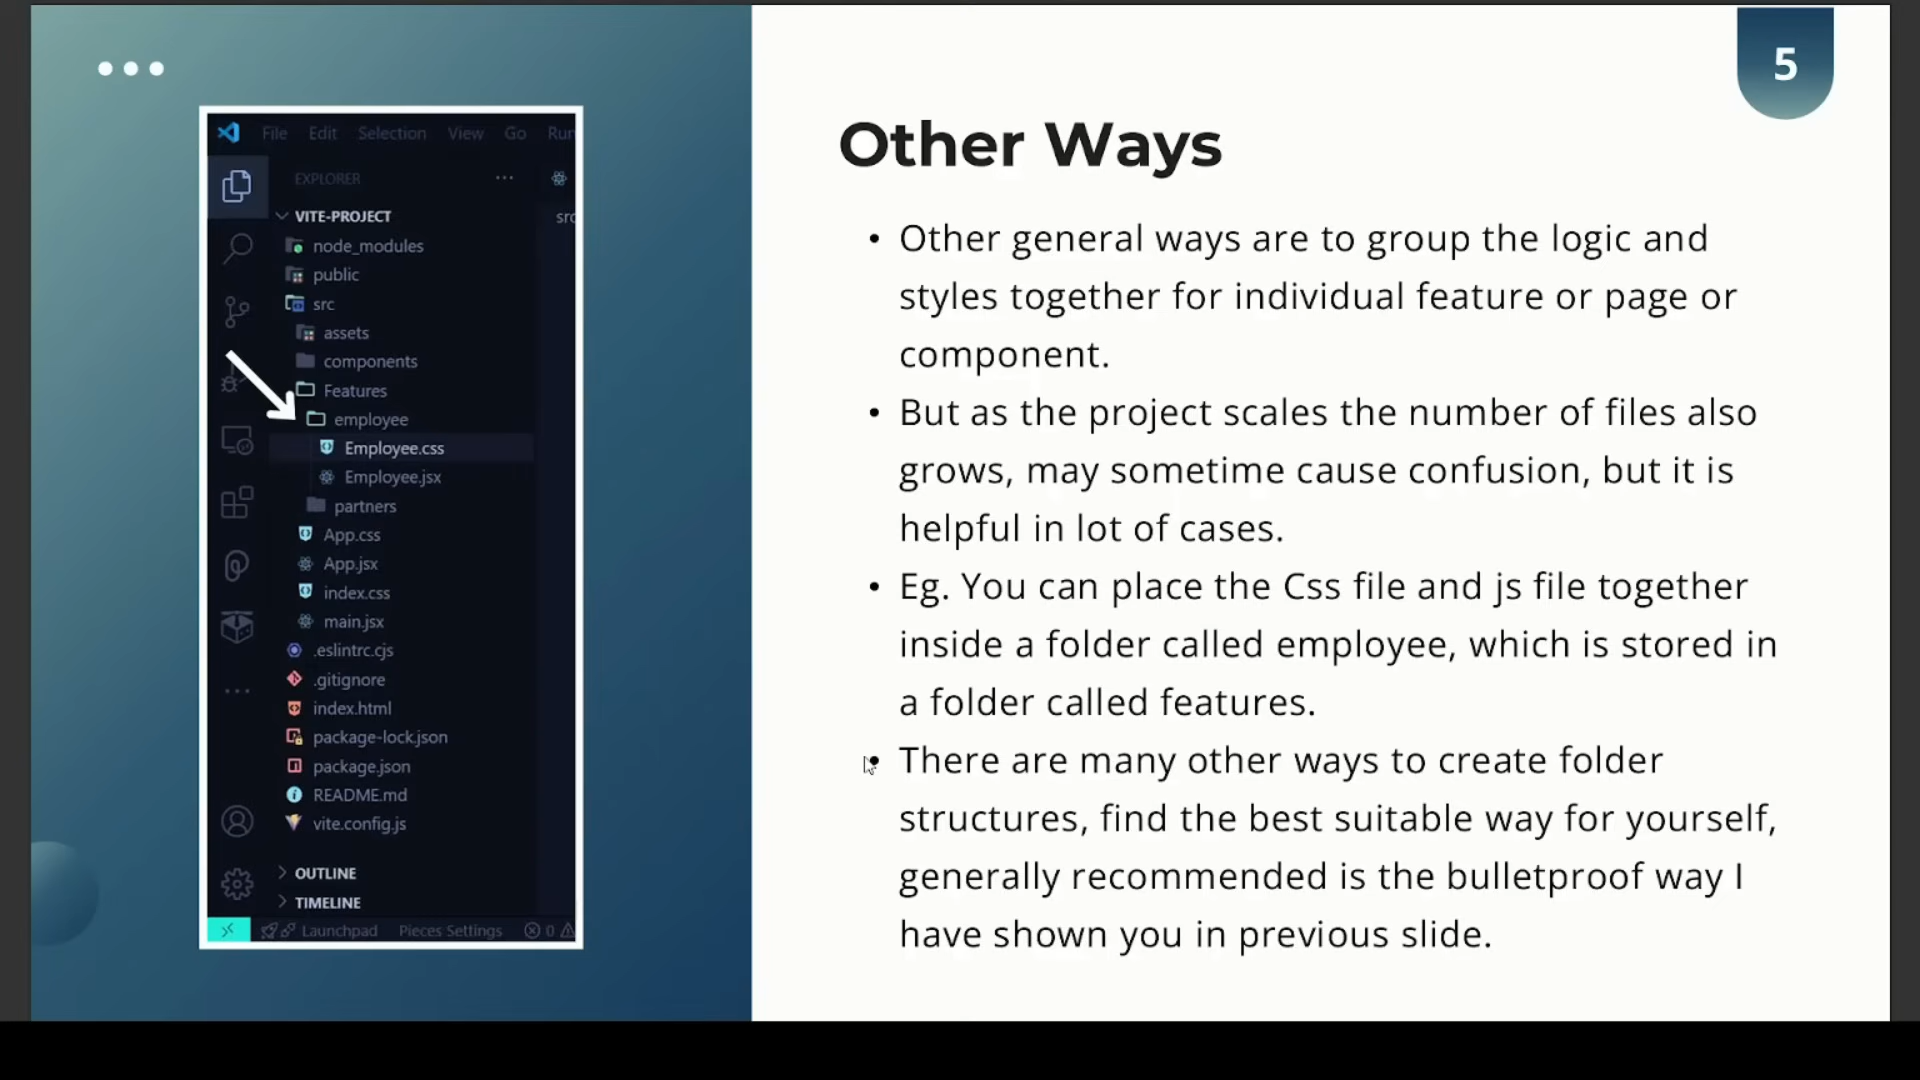 File Edit Selection View Go Run
EXPLORER
VITE-PROJECT
src
node_modules
public
src
assets
components
Features
employee
Employee.css
Employee.jsx
partners
App.css
App.jsx
index.css
main.jsx
.eslintrc.cjs
.gitignore
index.html
package-lock.json
package.json
README.md
vite.config.js
OUTLINE
TIMELINE
Launchpad Pieces Settings 0
5
Other Ways
• Other general ways are to group the logic and
styles together for individual feature or page or
component.
• But as the project scales the number of files also
grows, may sometime cause confusion, but it is
helpful in lot of cases.
• Eg. You can place the Css file and js file together
inside a folder called employee, which is stored in
a folder called features.
• There are many other ways to create folder
structures, find the best suitable way for yourself,
generally recommended is the bulletproof way I
have shown you in previous slide.